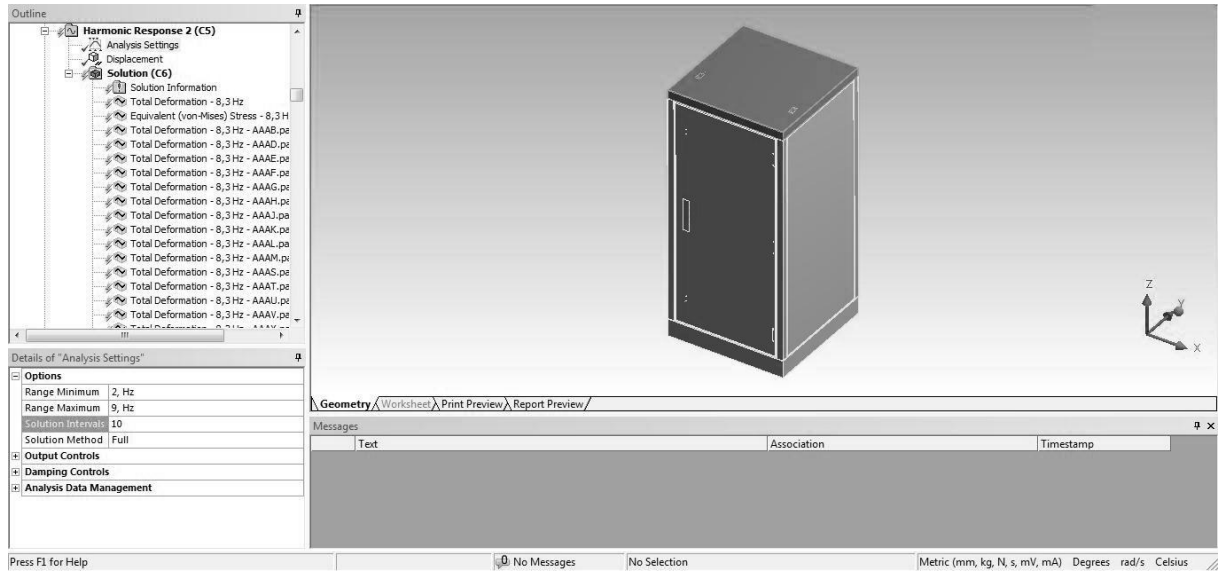 Outline
Harmonic Response 2 (C5)
Analysis Settings
Displacement
Solution (C6)
Solution Information
Total Deformation - 8,3 Hz
Equivalent (von-Mises) Stress - 8,3 H
Total Deformation - 8,3 Hz - AAAB.pa
Total Deformation - 8,3 Hz - AAAD.pa
Total Deformation - 8,3 Hz - AAAE.pa
Total Deformation - 8,3 Hz - AAAF.pa
Total Deformation - 8,3 Hz - AAAG.pa
Total Deformation - 8,3 Hz - AAAH.pa
Total Deformation - 8,3 Hz - AAAJ.pa
Total Deformation - 8,3 Hz - AAAK.pa
Total Deformation - 8,3 Hz - AAAL.pa
Total Deformation - 8,3 Hz - AAAM.pa
Total Deformation - 8,3 Hz - AAAS.pa
Total Deformation - 8,3 Hz - AAAT.pa
Total Deformation - 8,3 Hz - AAAU.pa
Total Deformation - 8,3 Hz - AAAV.pa
Details of "Analysis Settings"
Options
Range Minimum 2, Hz
Range Maximum 9, Hz
Solution Intervals 10
Solution Method Full
Output Controls
Damping Controls
Analysis Data Management
Z
Y
X
Geometry Worksheet Print Preview Report Preview
Messages
Text Association Timestamp
Press F1 for Help No Messages No Selection Metric (mm, kg, N, s, mV, mA) Degrees rad/s Celsius